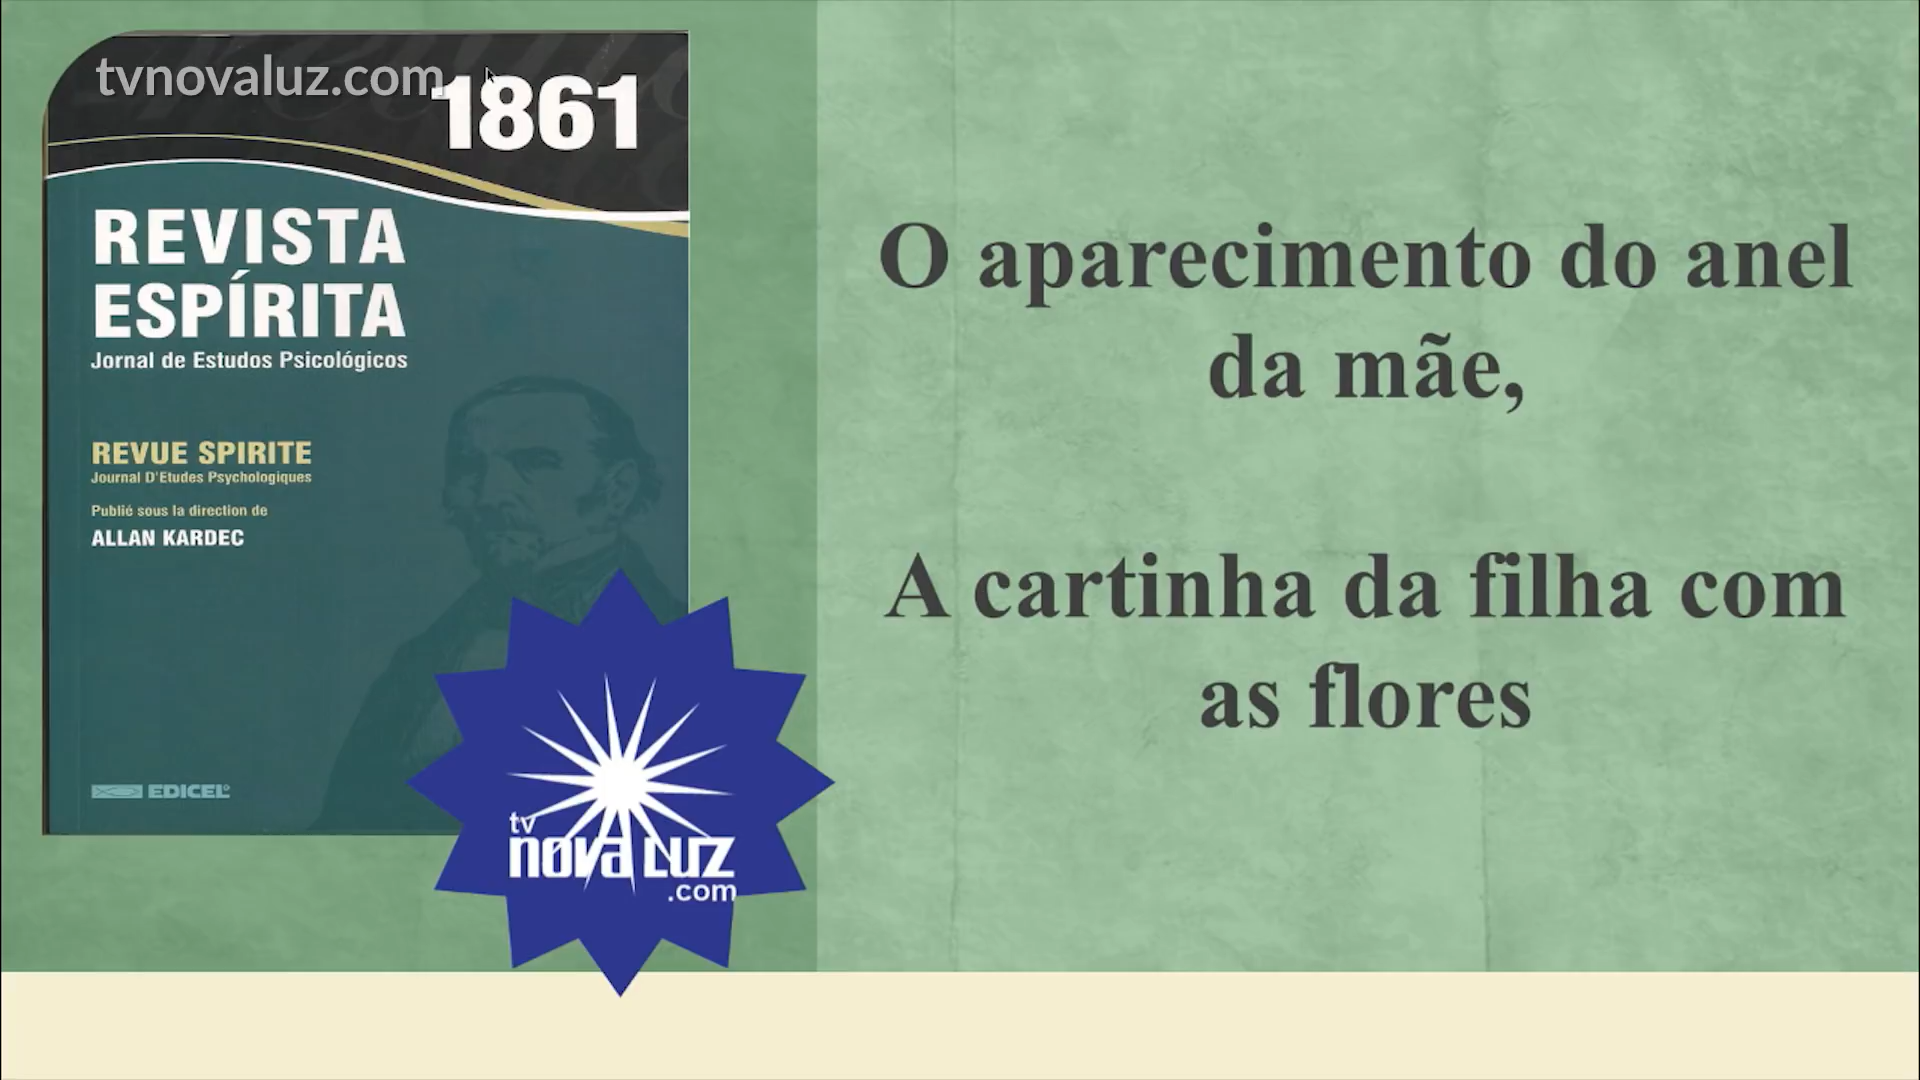 tvnovaluz.com
1861
REVISTA
ESPÍRITA
Jornal de Estudos Psicológicos
REVUE SPIRITE
Journal D'Etudes Psychologiques
Publié sous la direction de
ALLAN KARDEC
EDICEL
tv
nova luz
.com
O aparecimento do anel
da mãe,
A cartinha da filha com
as flores